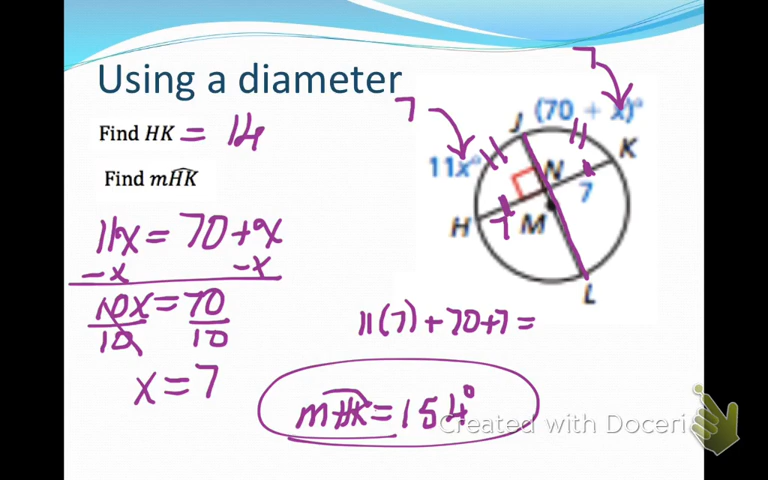 Using a diameter
7
7
Find HK = 14
J
(70 + x)°
K
11x°
N
7
Find mHK
H
7
M
L
11x = 70+x
-x -x
10x = 70
10 10
x = 7
11(7) + 70 + 7 =
mHK = 154°
Created with Doceri